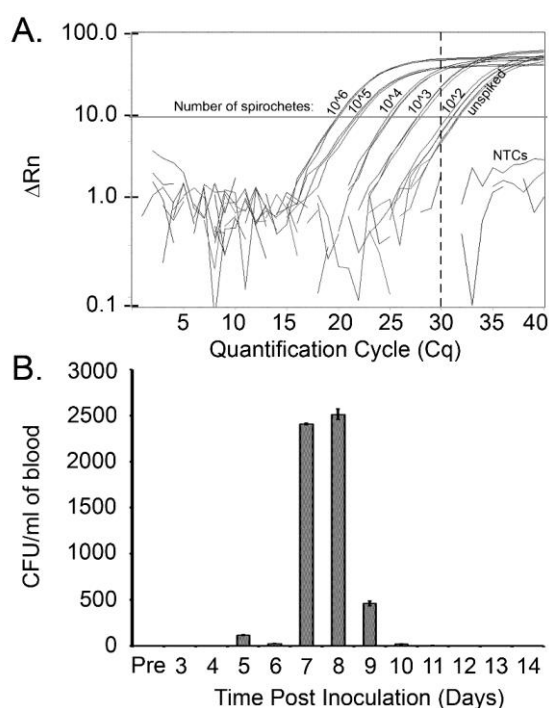 A.
100.0
10.0
1.0
0.1
ΔRn
Number of spirochetes:
10^6
10^5
10^4
10^3
10^2
unspiked
NTCs
5 10 15 20 25 30 35 40
Quantification Cycle (Cq)
B.
3000
2500
2000
1500
1000
500
0
CFU/ml of blood
Pre 3 4 5 6 7 8 9 10 11 12 13 14
Time Post Inoculation (Days)